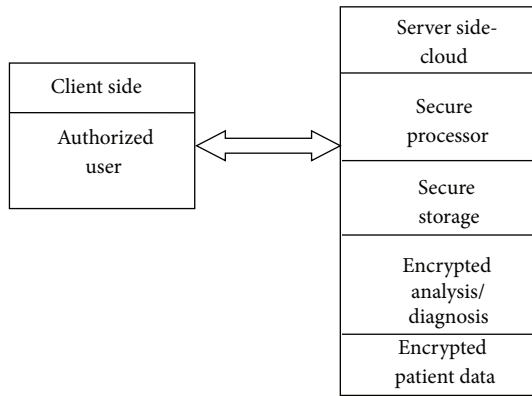 Client side
Authorized
user
Server side-
cloud
Secure
processor
Secure
storage
Encrypted
analysis/
diagnosis
Encrypted
patient data